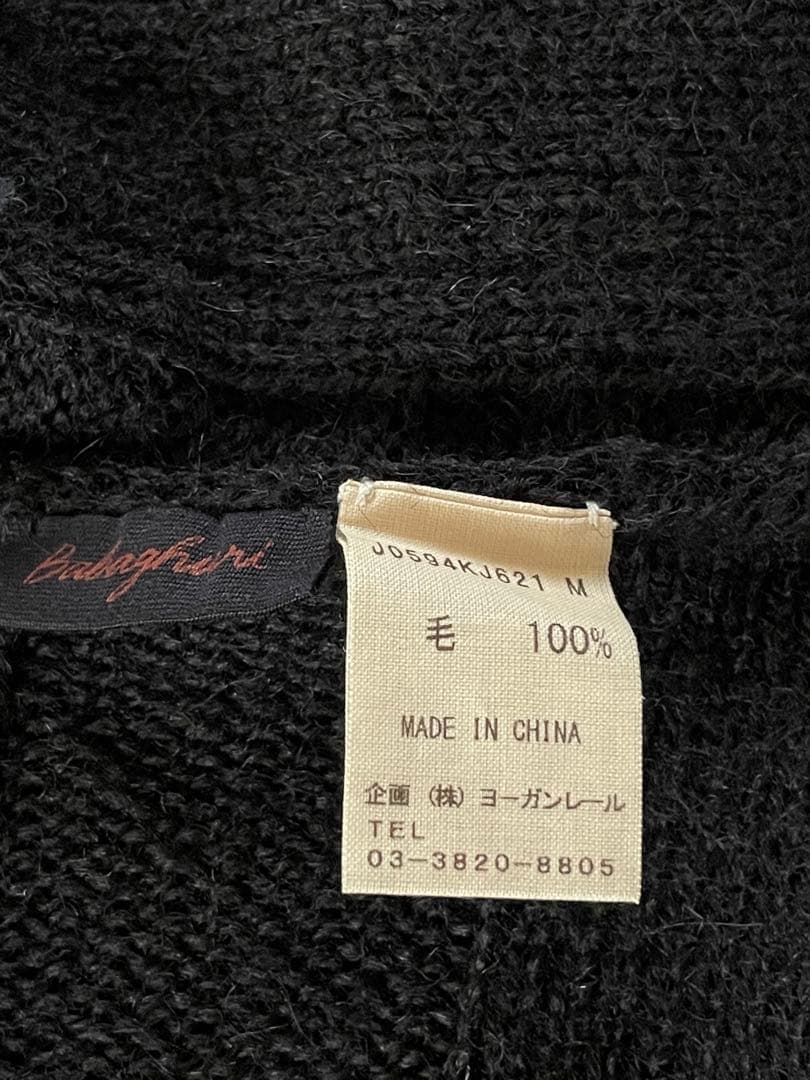 Babaghuri
J0594KJ621 M
毛 100%
MADE IN CHINA
企画 (株) ヨーガンレール
TEL
03-3820-8805